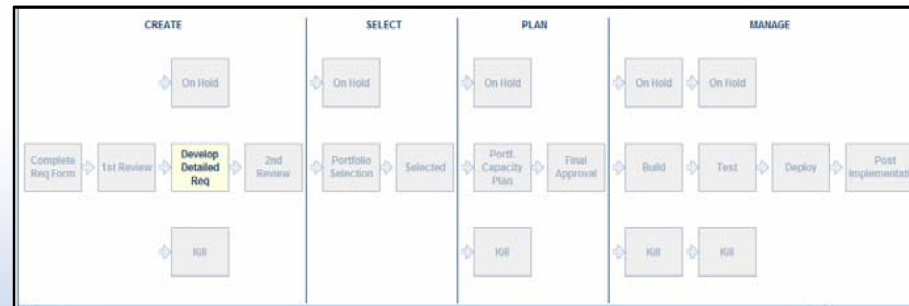 CREATE
SELECT
PLAN
MANAGE
On Hold
On Hold
On Hold
On Hold
On Hold
Complete
Req Form
1st Review
Develop
Detailed
Req
2nd
Review
Portfolio
Selection
Selected
Portf.
Capacity
Plan
Final
Approval
Build
Test
Deploy
Post
Implementati
Kill
Kill
Kill
Kill